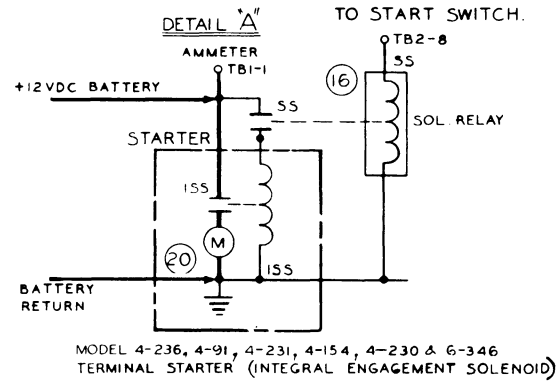 DETAIL "A"
TO START SWITCH.
AMMETER
TB1-1
TB2-8
SS
+12VDC BATTERY
16
SS
SOL. RELAY
STARTER
1SS
M
20
1SS
BATTERY
RETURN
MODEL 4-236, 4-91, 4-231, 4-154, 4-230 & 6-346
TERMINAL STARTER (INTEGRAL ENGAGEMENT SOLENOID)